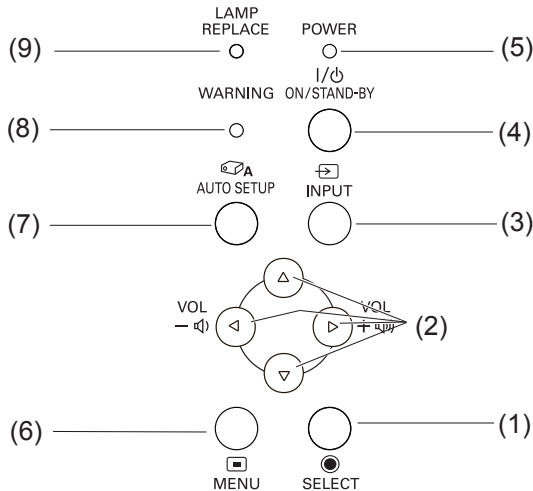 LAMP
REPLACE
POWER
(9)
(5)
I/⏻
WARNING
ON/STAND-BY
(8)
(4)
A
AUTO SETUP
INPUT
(7)
(3)
VOL
VOL
−
+
(2)
(6)
(1)
MENU
SELECT